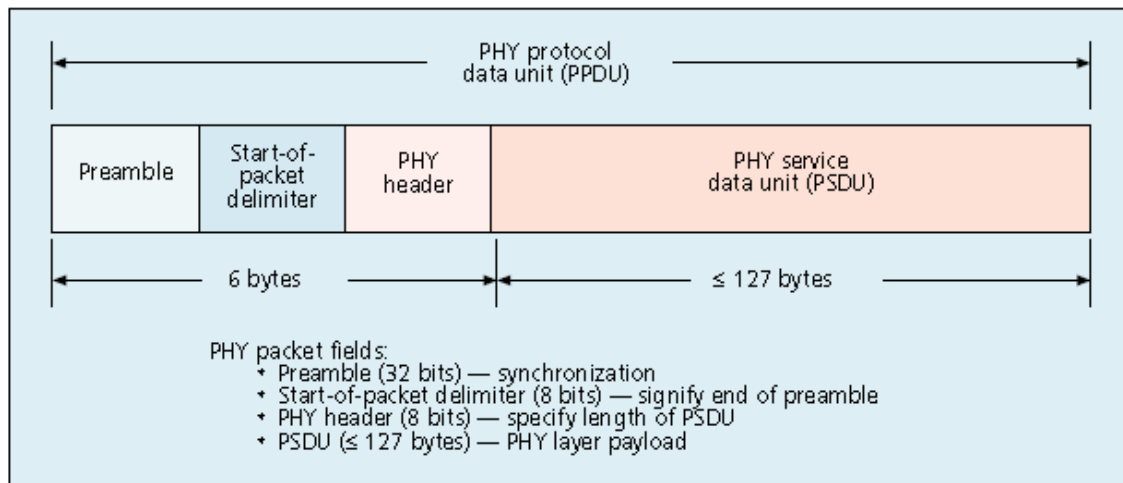 PHY protocol
data unit (PPDU)
Preamble
Start-of-
packet
delimiter
PHY
header
PHY service
data unit (PSDU)
6 bytes
≤ 127 bytes
PHY packet fields:
* Preamble (32 bits) — synchronization
* Start-of-packet delimiter (8 bits) — signify end of preamble
* PHY header (8 bits) — specify length of PSDU
* PSDU (≤ 127 bytes) — PHY layer payload